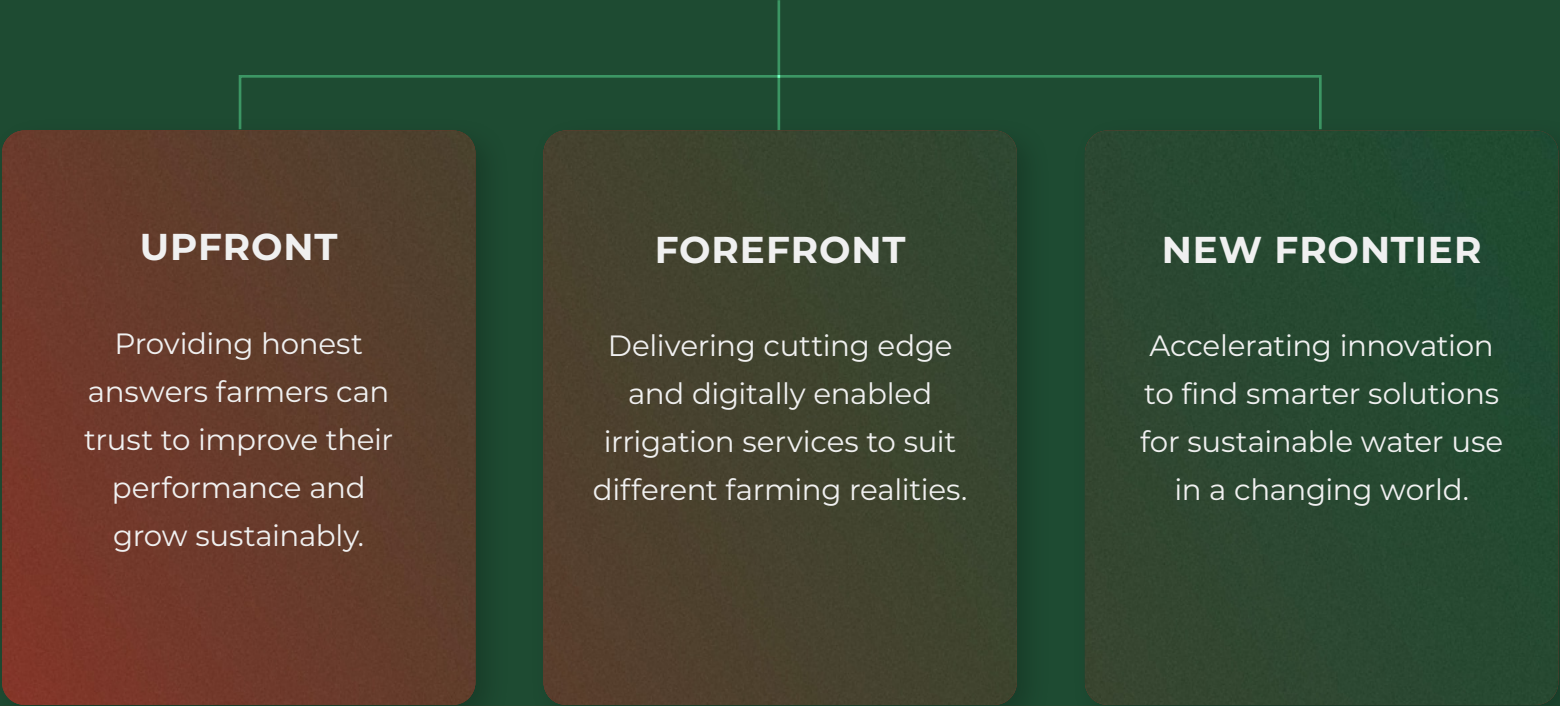 UPFRONT
Providing honest
answers farmers can
trust to improve their
performance and
grow sustainably.
FOREFRONT
Delivering cutting edge
and digitally enabled
irrigation services to suit
different farming realities.
NEW FRONTIER
Accelerating innovation
to find smarter solutions
for sustainable water use
in a changing world.